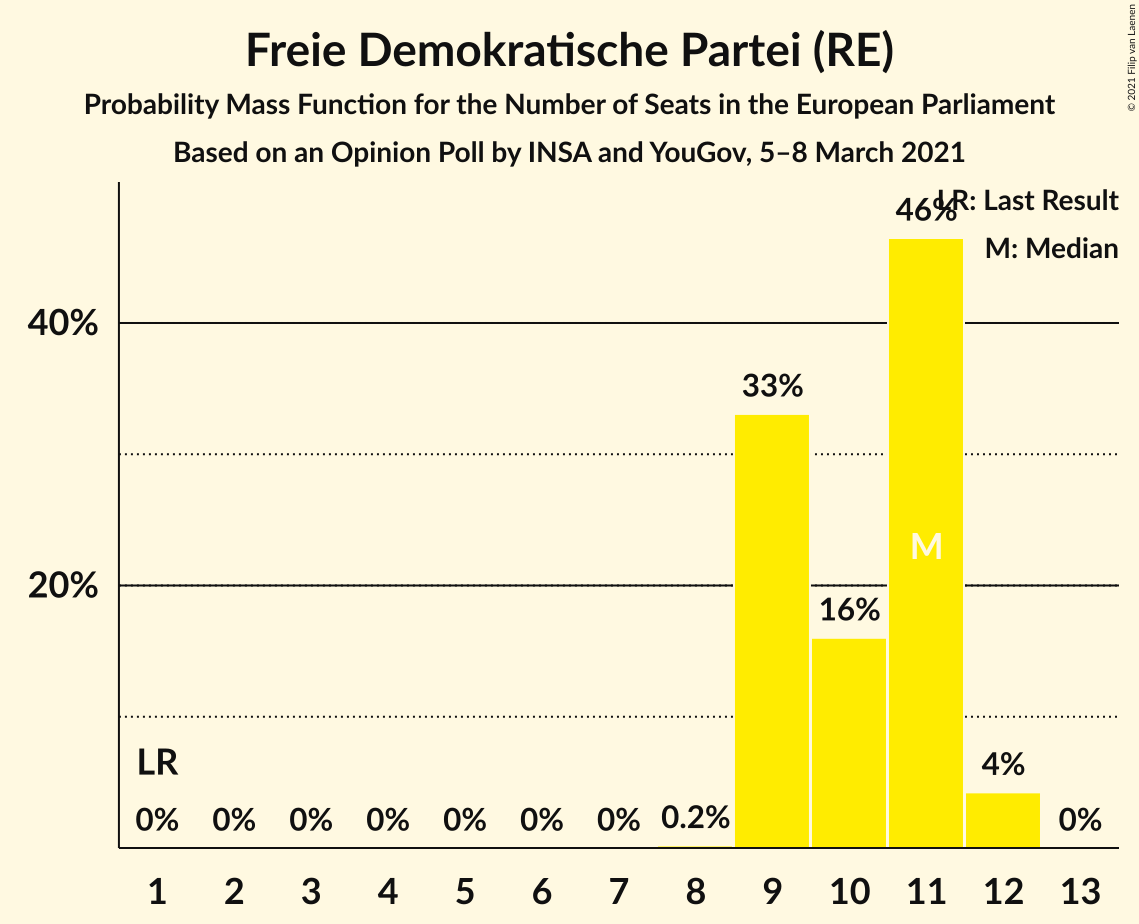 Freie Demokratische Partei (RE)
Probability Mass Function for the Number of Seats in the European Parliament
Based on an Opinion Poll by INSA and YouGov, 5–8 March 2021
© 2021 Filip van Laenen
LR: Last Result
M: Median
46%
40%
33%
M
20%
16%
LR
4%
0% 0% 0% 0% 0% 0% 0% 0.2% 0%
1 2 3 4 5 6 7 8 9 10 11 12 13